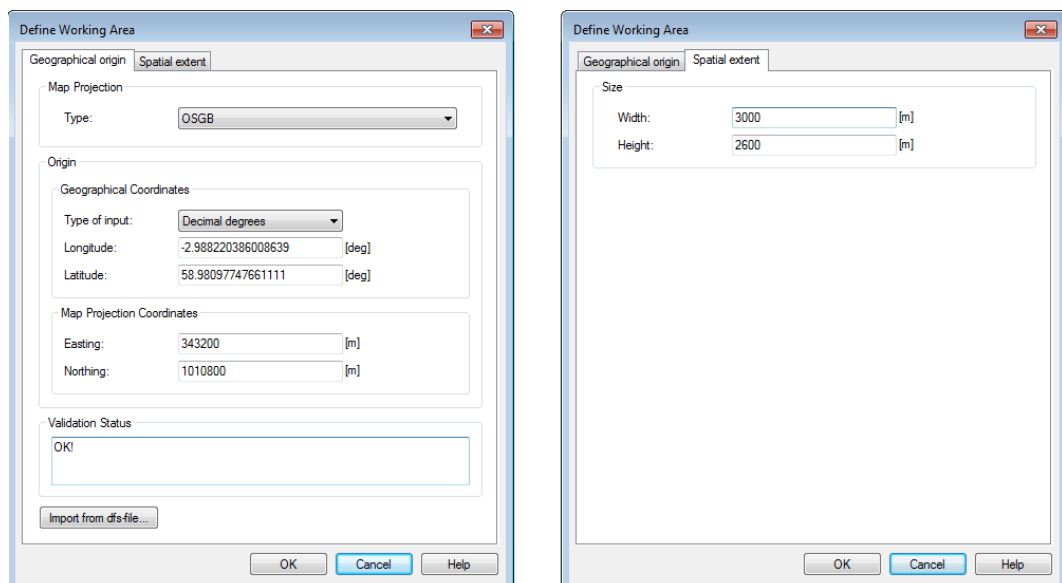 Define Working Area
Geographical origin Spatial extent
Map Projection
Type: OSGB
Origin
Geographical Coordinates
Type of input: Decimal degrees
Longitude: -2.988220386008639 [deg]
Latitude: 58.98097747661111 [deg]
Map Projection Coordinates
Easting: 343200 [m]
Northing: 1010800 [m]
Validation Status
OK!
Import from dfs-file...
OK Cancel Help
Define Working Area
Geographical origin Spatial extent
Size
Width: 3000 [m]
Height: 2600 [m]
OK Cancel Help